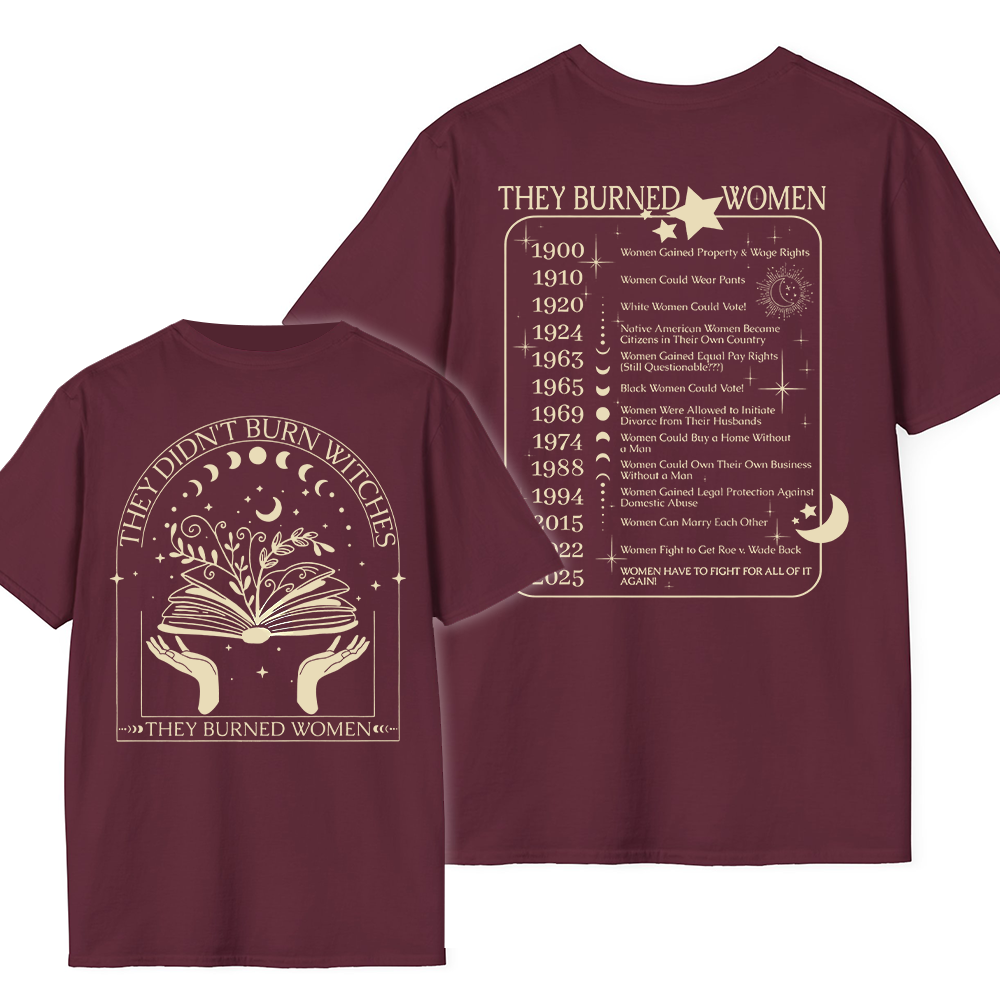 THEY BURNED WOMEN
1900 Women Gained Property & Wage Rights
1910 Women Could Wear Pants
1920 White Women Could Vote!
1924 Native American Women Became
Citizens in Their Own Country
1963 Women Gained Equal Pay Rights
(Still Questionable???)
1965 Black Women Could Vote!
1969 Women Were Allowed to Initiate
Divorce from Their Husbands
1974 Women Could Buy a Home Without
a Man
1988 Women Could Own Their Own Business
Without a Man
1994 Women Gained Legal Protection Against
Domestic Abuse
2015 Women Can Marry Each Other
022 Women Fight to Get Roe v. Wade Back
2025 WOMEN HAVE TO FIGHT FOR ALL OF IT
AGAIN!
THEY DIDN'T BURN WITCHES
THEY BURNED WOMEN